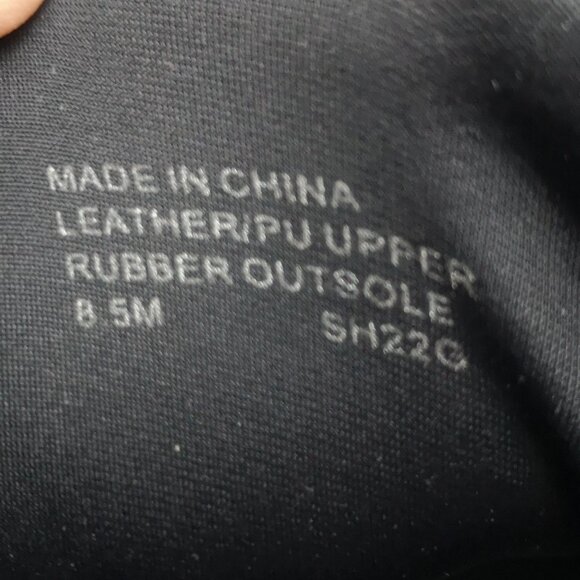 MADE IN CHINA
LEATHER/PU UPPER
RUBBER OUTSOLE
8.5M SH22G